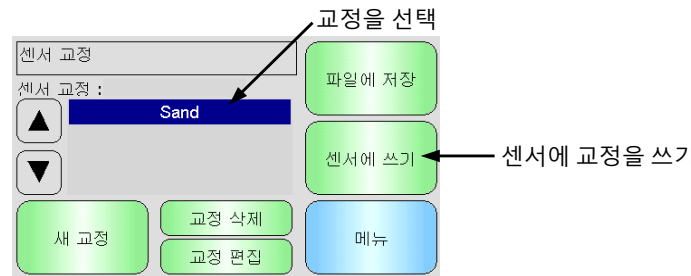 교정을 선택
센서 교정
센서 교정 :
Sand
파일에 저장
센서에 쓰기
센서에 교정을 쓰기
새 교정
교정 삭제
교정 편집
메뉴